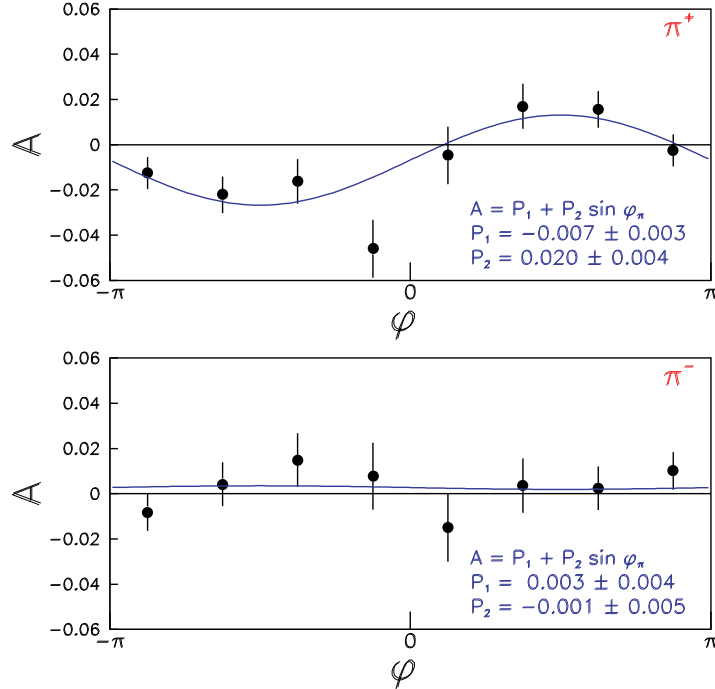 0.06
π⁺
0.04
0.02
A
0
−0.02
A = P₁ + P₂ sin φπ
−0.04
P₁ = −0.007 ± 0.003
P₂ = 0.020 ± 0.004
−0.06
−π 0 π
φ
0.06
π⁻
0.04
0.02
A
0
−0.02
A = P₁ + P₂ sin φπ
−0.04
P₁ = 0.003 ± 0.004
P₂ = −0.001 ± 0.005
−0.06
−π 0 π
φ